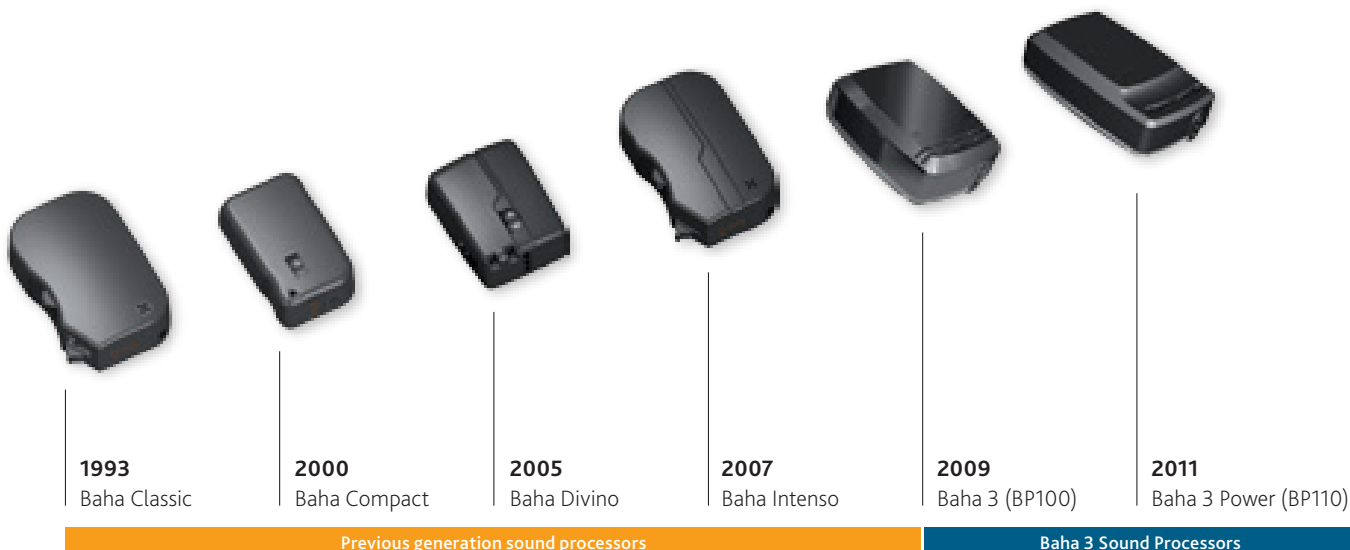 1993
Baha Classic
2000
Baha Compact
2005
Baha Divino
2007
Baha Intenso
2009
Baha 3 (BP100)
2011
Baha 3 Power (BP110)
Previous generation sound processors
Baha 3 Sound Processors